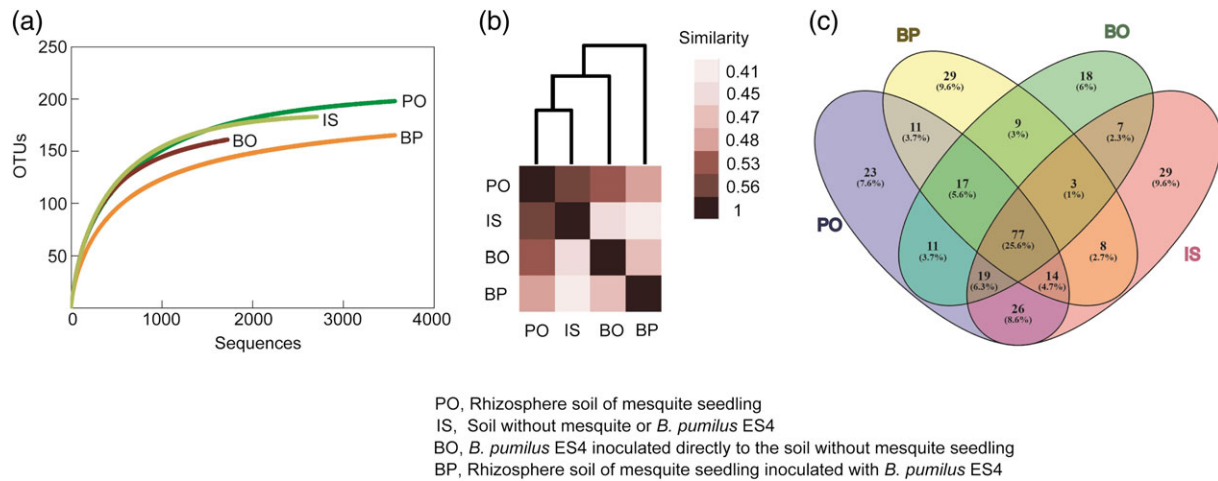 (a)
250
200
150
100
50
0
1000
2000
3000
4000
OTUs
Sequences
PO
IS
BO
BP
(b)
Similarity
0.41
0.45
0.47
0.48
0.53
0.56
1
PO
IS
BO
BP
PO IS BO BP
(c)
BP
BO
PO
IS
29
(9.6%)
18
(6%)
11
(3.7%)
9
(3%)
7
(2.3%)
23
(7.6%)
17
(5.6%)
3
(1%)
29
(9.6%)
77
(25.6%)
11
(3.7%)
8
(2.7%)
19
(6.3%)
14
(4.7%)
26
(8.6%)
PO, Rhizosphere soil of mesquite seedling
IS, Soil without mesquite or B. pumilus ES4
BO, B. pumilus ES4 inoculated directly to the soil without mesquite seedling
BP, Rhizosphere soil of mesquite seedling inoculated with B. pumilus ES4